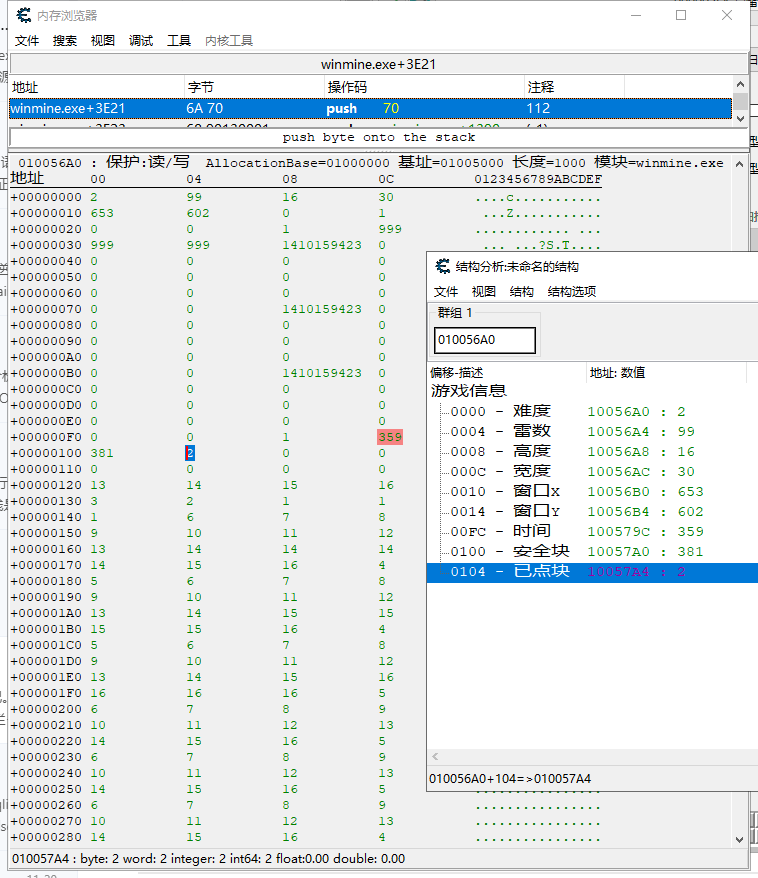 内存浏览器
文件 搜索 视图 调试 工具 内核工具
winmine.exe+3E21
地址 字节 操作码 注释
winmine.exe+3E21 6A 70 push 70 112
push byte onto the stack
010056A0 : 保护:读/写 AllocationBase=01000000 基址=01005000 长度=1000 模块=winmine.exe
地址 00 04 08 0C 0123456789ABCDEF
+00000000 2 99 16 30 ....c...........
+00000010 653 602 0 1 ...Z............
+00000020 0 0 1 999 ............ ...
+00000030 999 999 1410159423 0 ... ... ...?S.T....
+00000040 0 0 0 0
+00000050 0 0 0 0
+00000060 0 0 0 0
+00000070 0 0 1410159423 0
+00000080 0 0 0 0
+00000090 0 0 0 0
+000000A0 0 0 0 0
+000000B0 0 0 1410159423 0
+000000C0 0 0 0 0
+000000D0 0 0 0 0
+000000E0 0 0 0 0
+000000F0 0 0 1 359
+00000100 381 2 0 0
+00000110 0 0 0 0
+00000120 13 14 15 16
+00000130 3 2 1 1
+00000140 1 6 7 8
+00000150 9 10 11 12
+00000160 13 14 14 14
+00000170 14 15 16 4
+00000180 5 6 7 8
+00000190 9 10 11 12
+000001A0 13 14 15 15
+000001B0 15 15 16 4
+000001C0 5 6 7 8
+000001D0 9 10 11 12
+000001E0 13 14 15 16
+000001F0 16 16 16 5
+00000200 6 7 8 9
+00000210 10 11 12 13
+00000220 14 15 16 5
+00000230 6 7 8 9
+00000240 10 11 12 13
+00000250 14 15 16 5
+00000260 6 7 8 9
+00000270 10 11 12 13
+00000280 14 15 16 4
010057A4 : byte: 2 word: 2 integer: 2 int64: 2 float:0.00 double: 0.00
结构分析:未命名的结构
文件 视图 结构 结构选项
群组 1
010056A0
偏移-描述 地址: 数值
游戏信息
0000 - 难度 10056A0 : 2
0004 - 雷数 10056A4 : 99
0008 - 高度 10056A8 : 16
000C - 宽度 10056AC : 30
0010 - 窗口X 10056B0 : 653
0014 - 窗口Y 10056B4 : 602
00FC - 时间 100579C : 359
0100 - 安全块 10057A0 : 381
0104 - 已点块 10057A4 : 2
010056A0+104=>010057A4